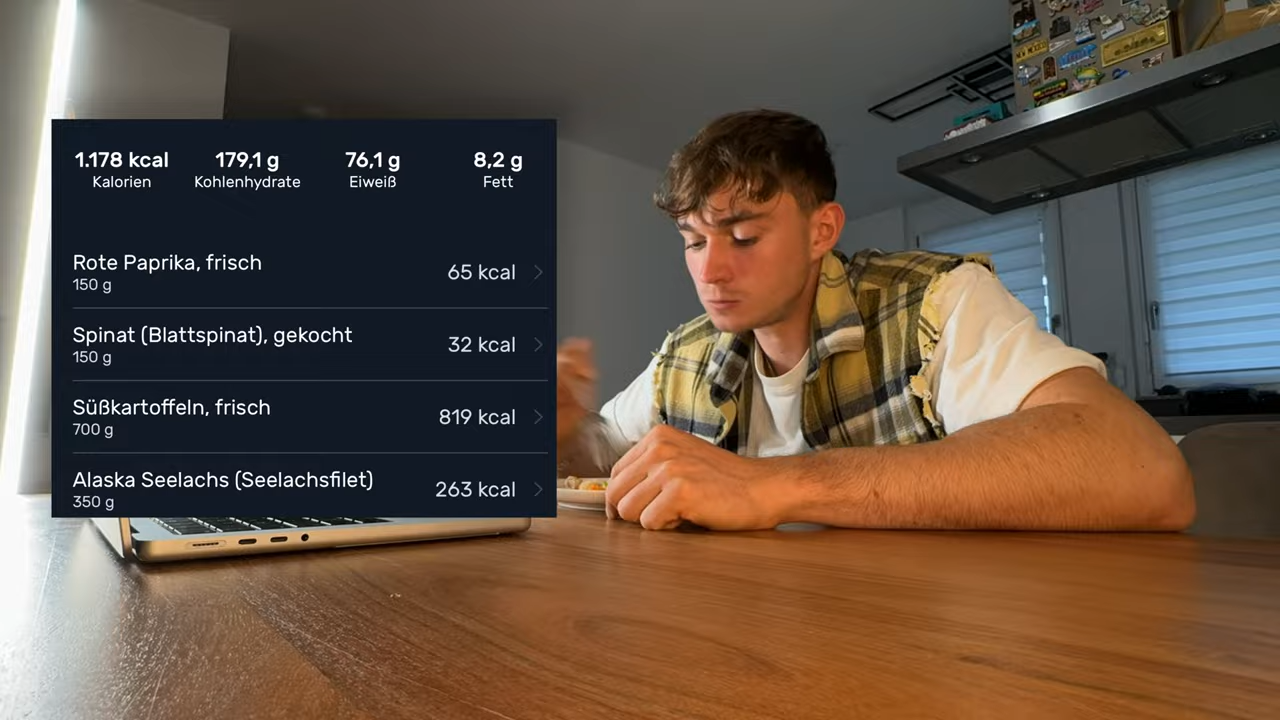 1.178 kcal 179,1 g 76,1 g 8,2 g
Kalorien Kohlenhydrate Eiweiß Fett
Rote Paprika, frisch 65 kcal
150 g
Spinat (Blattspinat), gekocht 32 kcal
150 g
Süßkartoffeln, frisch 819 kcal
700 g
Alaska Seelachs (Seelachsfilet) 263 kcal
350 g